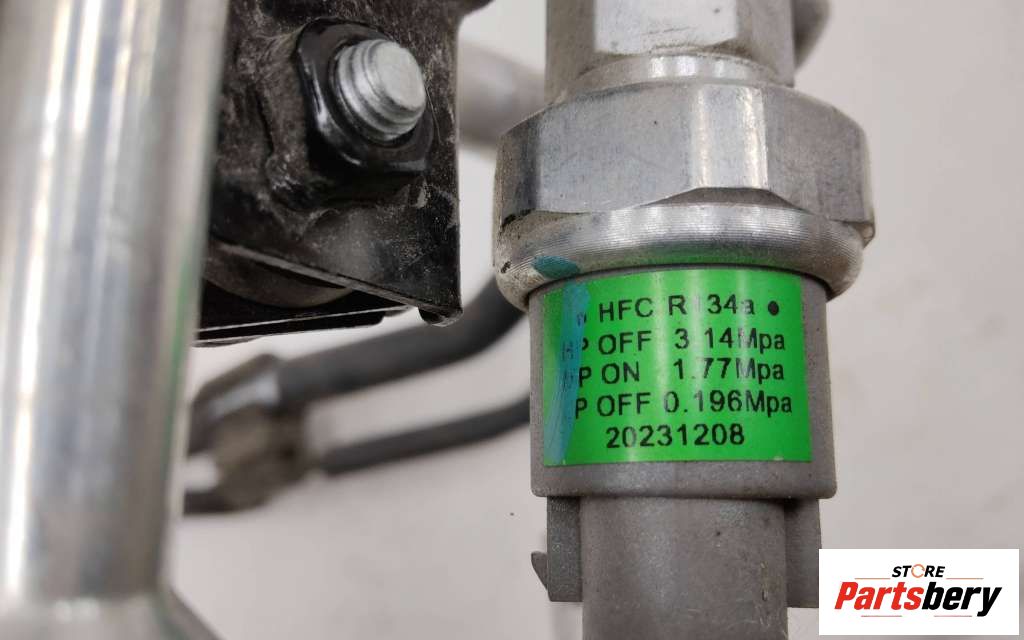 HFC R134a
P OFF 3.14Mpa
P ON 1.77Mpa
P OFF 0.196Mpa
20231208
STORE
Partsbery